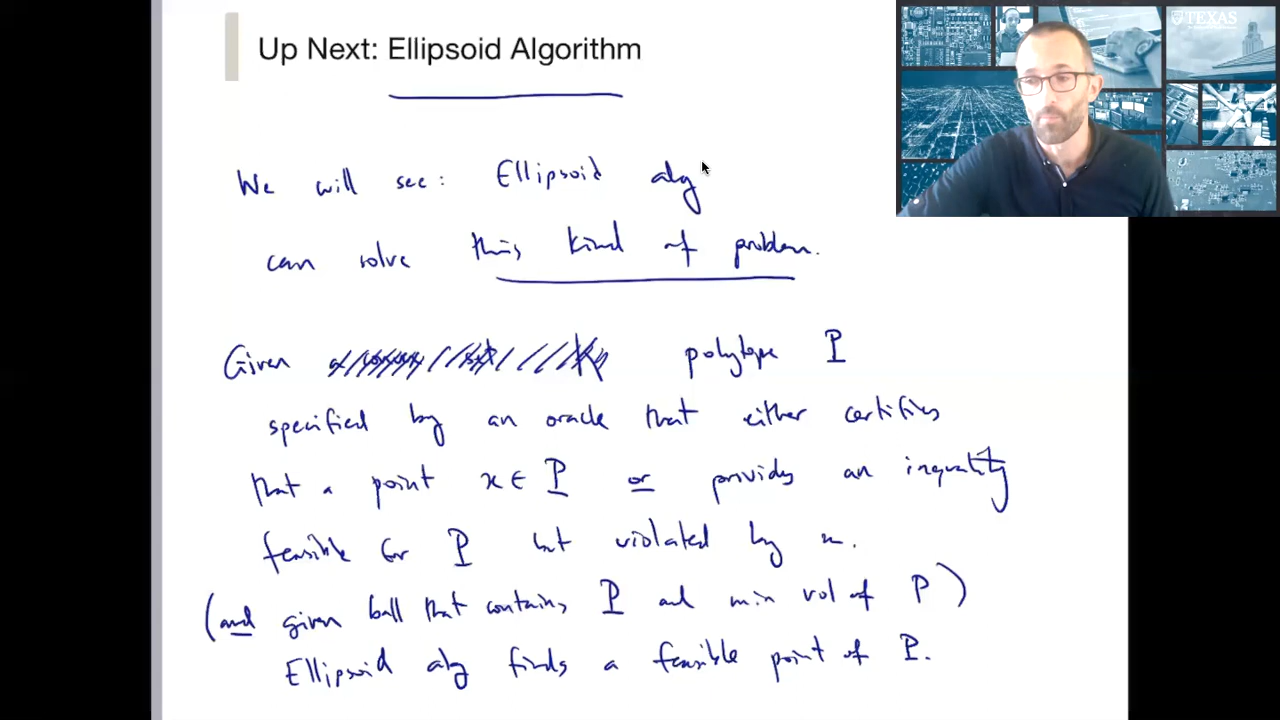 Up Next: Ellipsoid Algorithm
TEXAS
We will see: Ellipsoid alg
can solve this kind of problem.
Given polytope P
specified by an oracle that either certifies
that a point x ∈ P or provides an inequality
feasible for P but violated by x.
(and given ball that contains P and min vol of P)
Ellipsoid alg finds a feasible point of P.